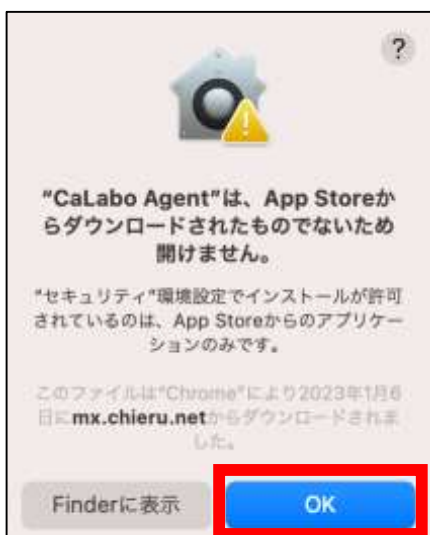 ?
"CaLabo Agent"は、App Storeか
らダウンロードされたものでないため
開けません。
"セキュリティ"環境設定でインストールが許可
されているのは、App Storeからのアプリケー
ションのみです。
このファイルは"Chrome"により2023年1月6
日にmx.chieru.netからダウンロードされま
した。
Finderに表示
OK